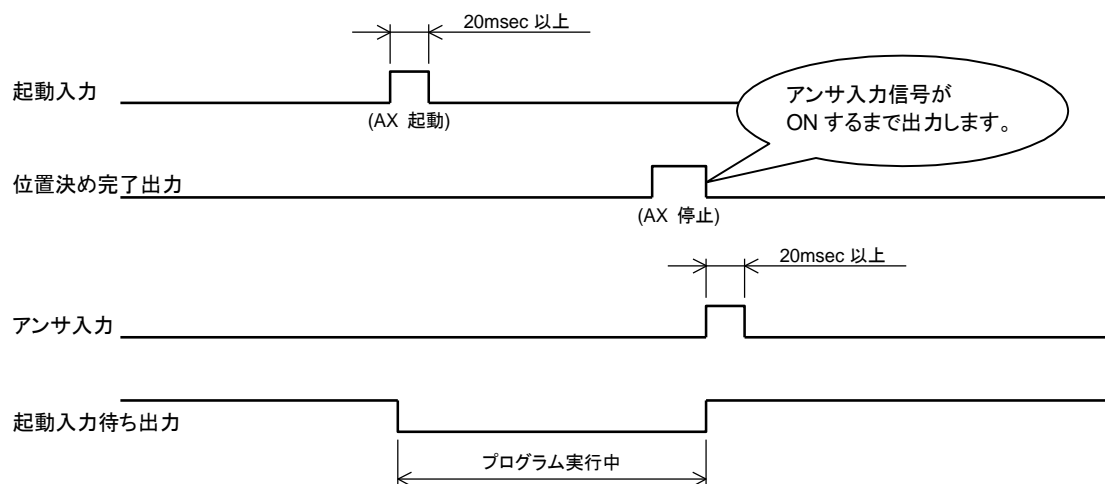 20msec 以上
起動入力
(AX 起動)
アンサ入力信号が
ON するまで出力します。
位置決め完了出力
(AX 停止)
20msec 以上
アンサ入力
起動入力待ち出力
プログラム実行中